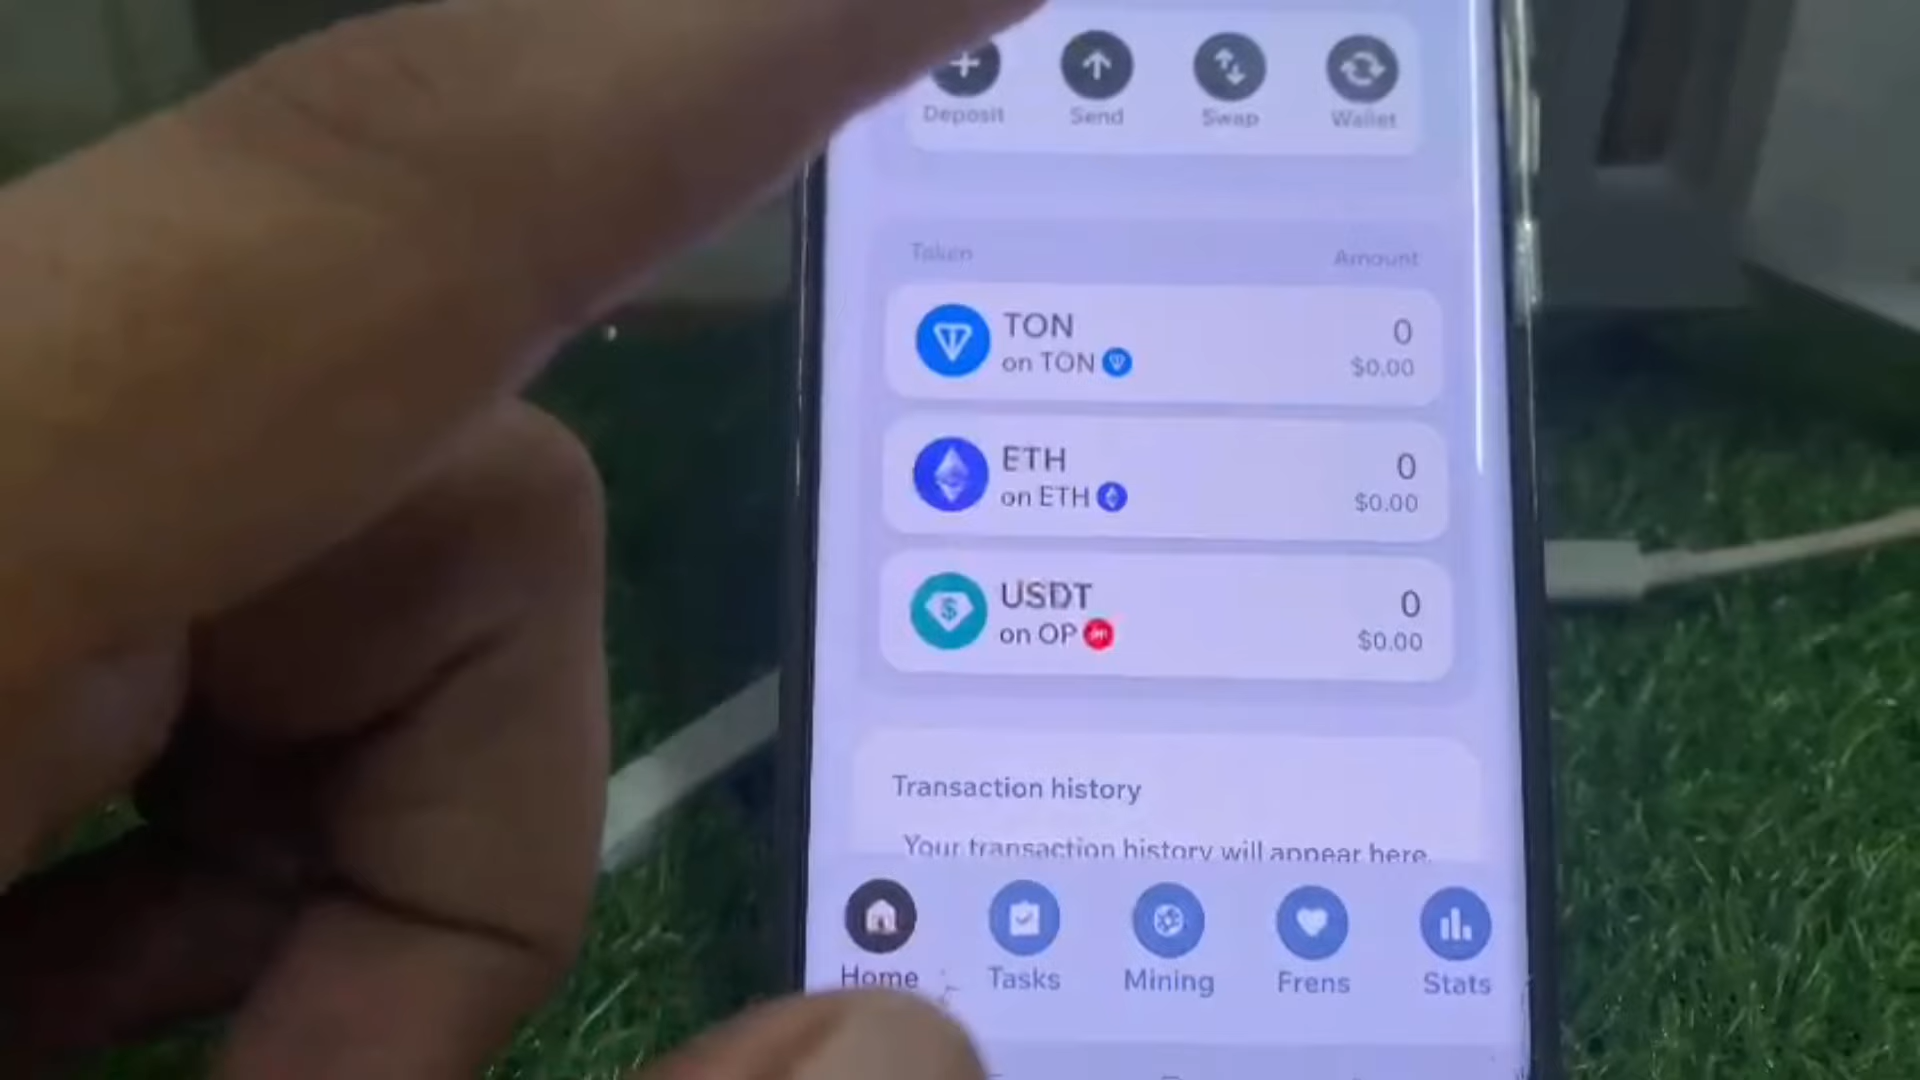 Deposit Send Swap Wallet
Token Amount
TON 0
on TON $0.00
ETH 0
on ETH $0.00
USDT 0
on OP $0.00
Transaction history
Your transaction history will appear here.
Home Tasks Mining Frens Stats